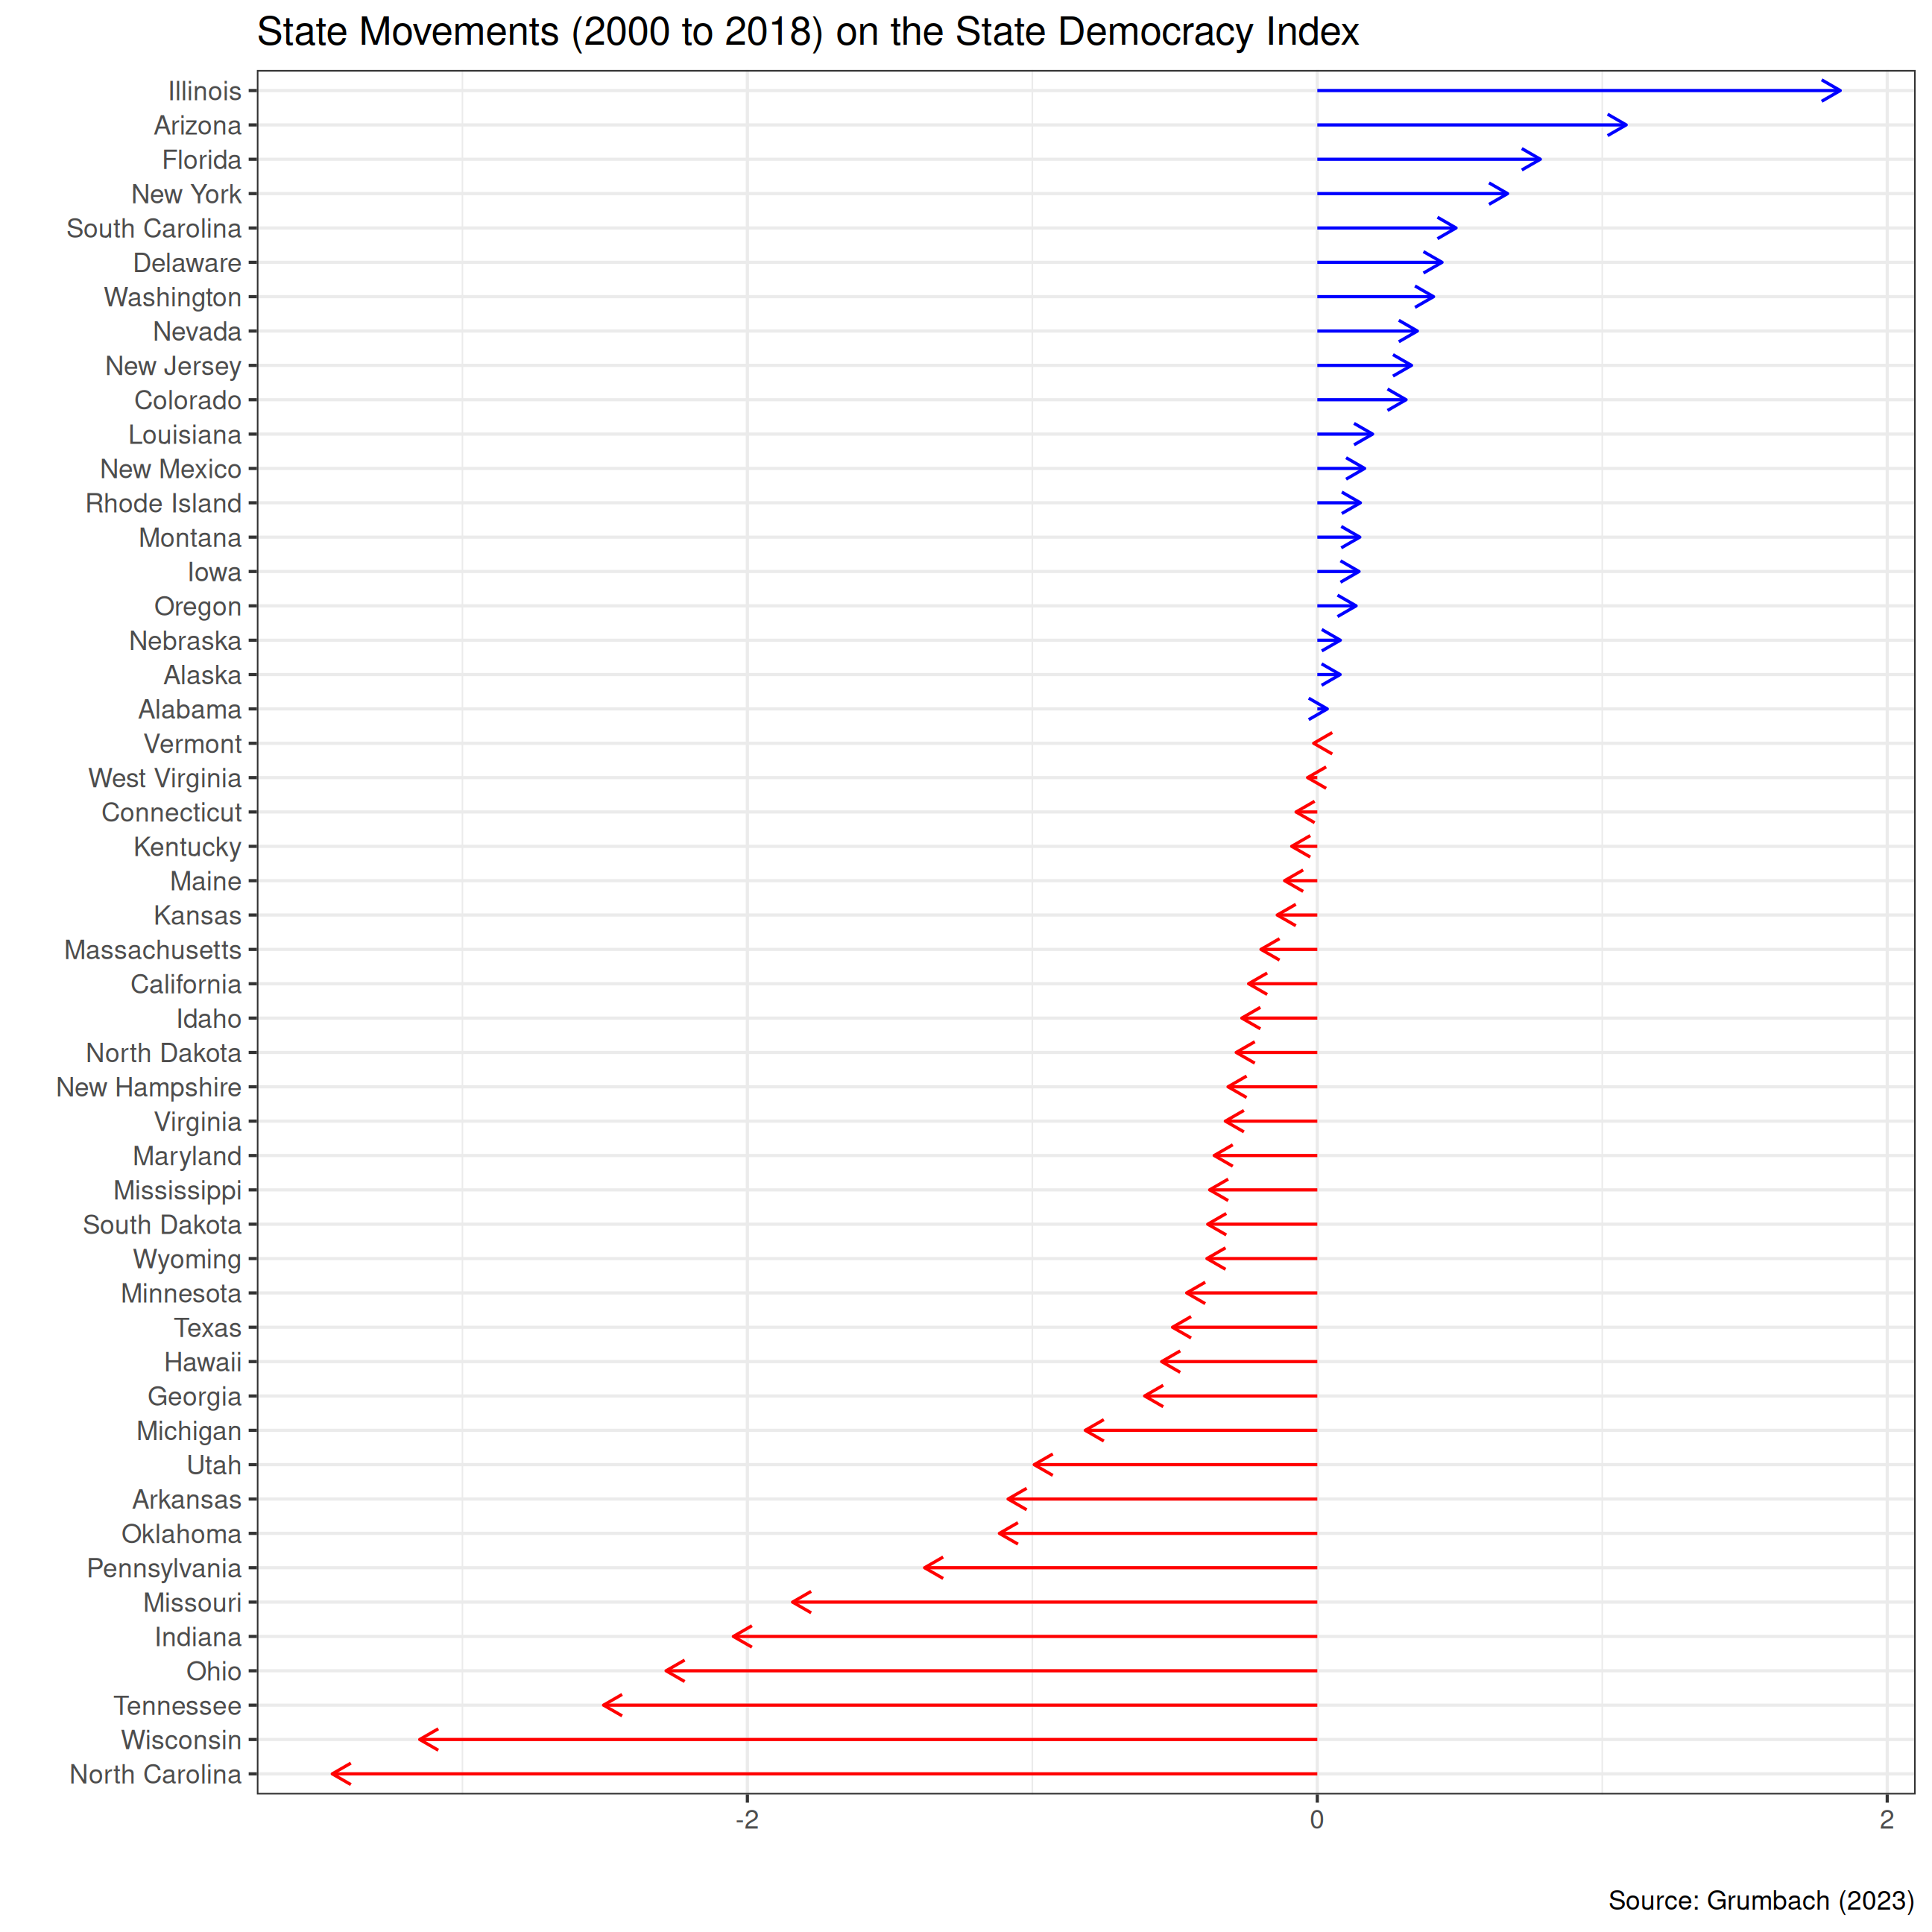 State Movements (2000 to 2018) on the State Democracy Index
Illinois
Arizona
Florida
New York
South Carolina
Delaware
Washington
Nevada
New Jersey
Colorado
Louisiana
New Mexico
Rhode Island
Montana
Iowa
Oregon
Nebraska
Alaska
Alabama
Vermont
West Virginia
Connecticut
Kentucky
Maine
Kansas
Massachusetts
California
Idaho
North Dakota
New Hampshire
Virginia
Maryland
Mississippi
South Dakota
Wyoming
Minnesota
Texas
Hawaii
Georgia
Michigan
Utah
Arkansas
Oklahoma
Pennsylvania
Missouri
Indiana
Ohio
Tennessee
Wisconsin
North Carolina
-2 0 2
Source: Grumbach (2023)